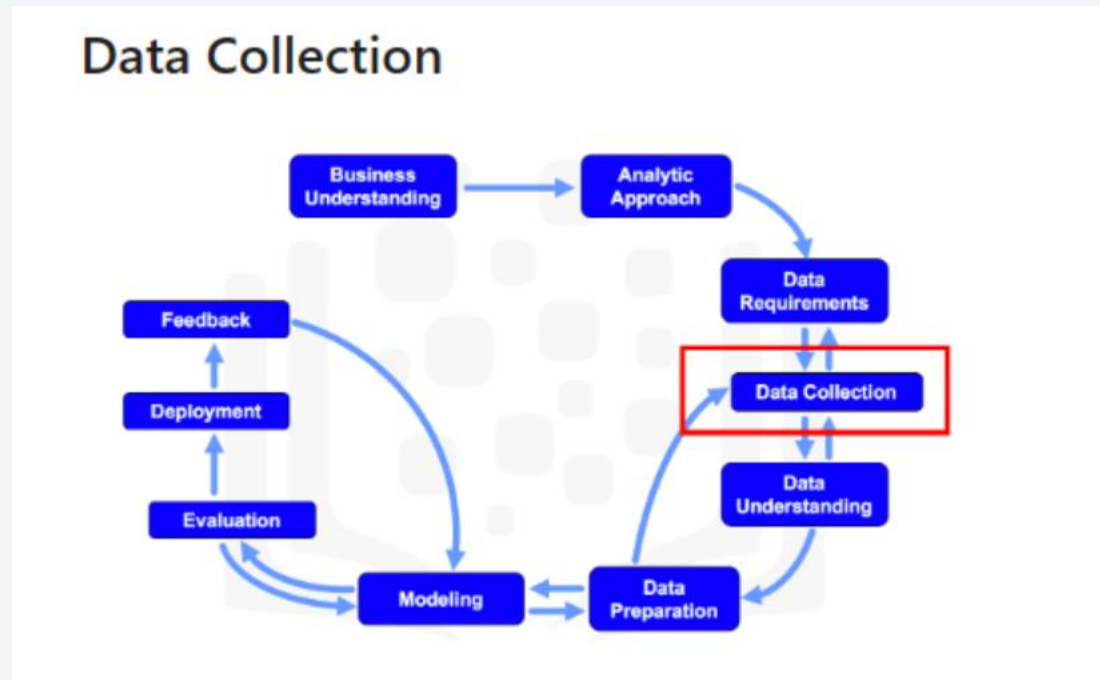 Data Collection
Business
Understanding
Analytic
Approach
Data
Requirements
Data Collection
Data
Understanding
Data
Preparation
Modeling
Evaluation
Deployment
Feedback